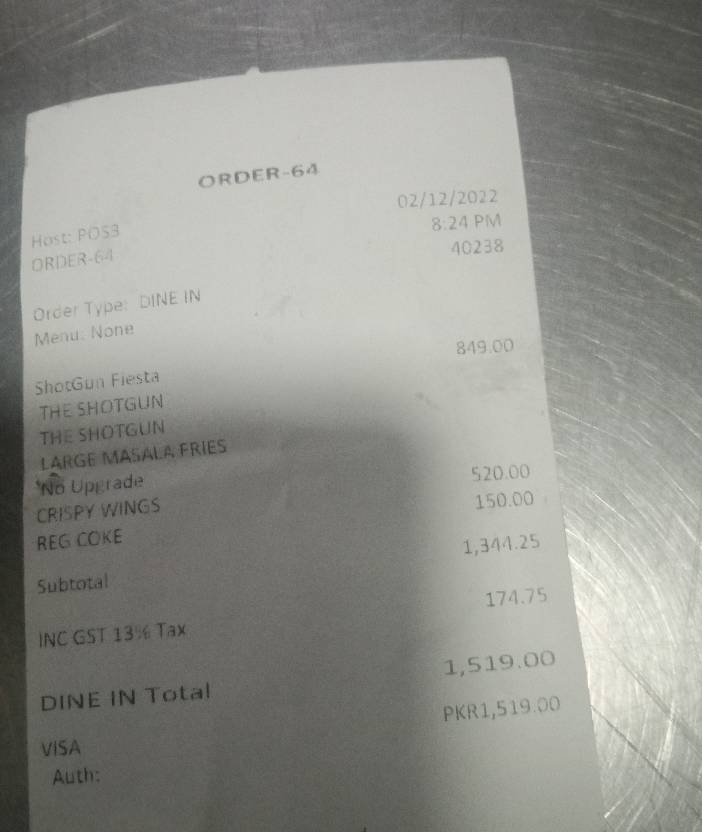 ORDER-64
02/12/2022
Host: POS3 8:24 PM
ORDER-64 40238
Order Type: DINE IN
Menu: None
ShotGun Fiesta 849.00
THE SHOTGUN
THE SHOTGUN
LARGE MASALA FRIES
No Upgrade
CRISPY WINGS 520.00
REG COKE 150.00
Subtotal 1,344.25
INC GST 13% Tax 174.75
DINE IN Total 1,519.00
VISA PKR1,519.00
Auth: